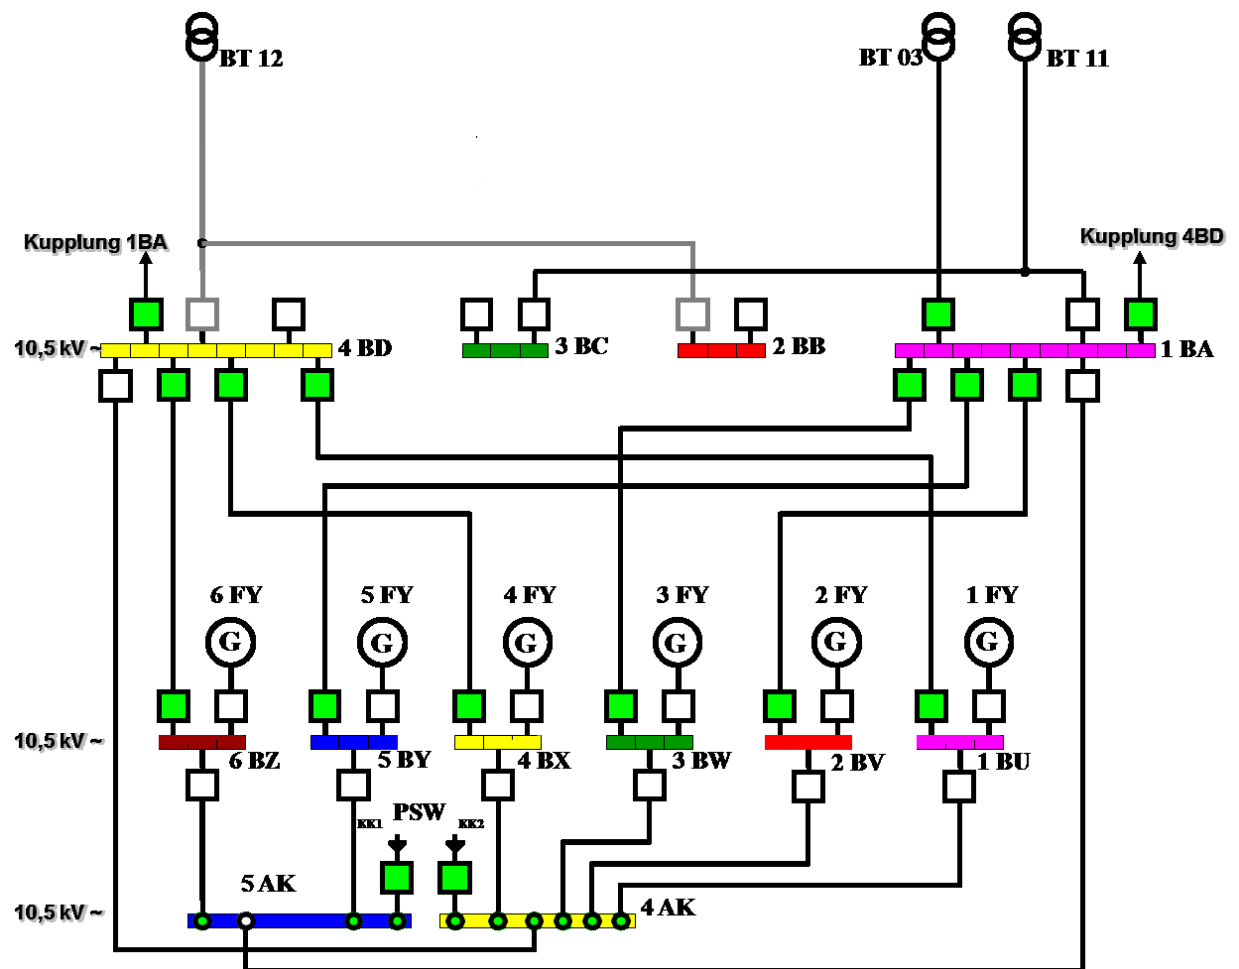 BT 12
BT 03
BT 11
Kupplung 1BA
Kupplung 4BD
10,5 kV ~
4 BD
3 BC
2 BB
1 BA
6 FY
5 FY
4 FY
3 FY
2 FY
1 FY
G
G
G
G
G
G
10,5 kV ~
6 BZ
5 BY
4 BX
3 BW
2 BV
1 BU
KK1
PSW
KK2
5 AK
4 AK
10,5 kV ~